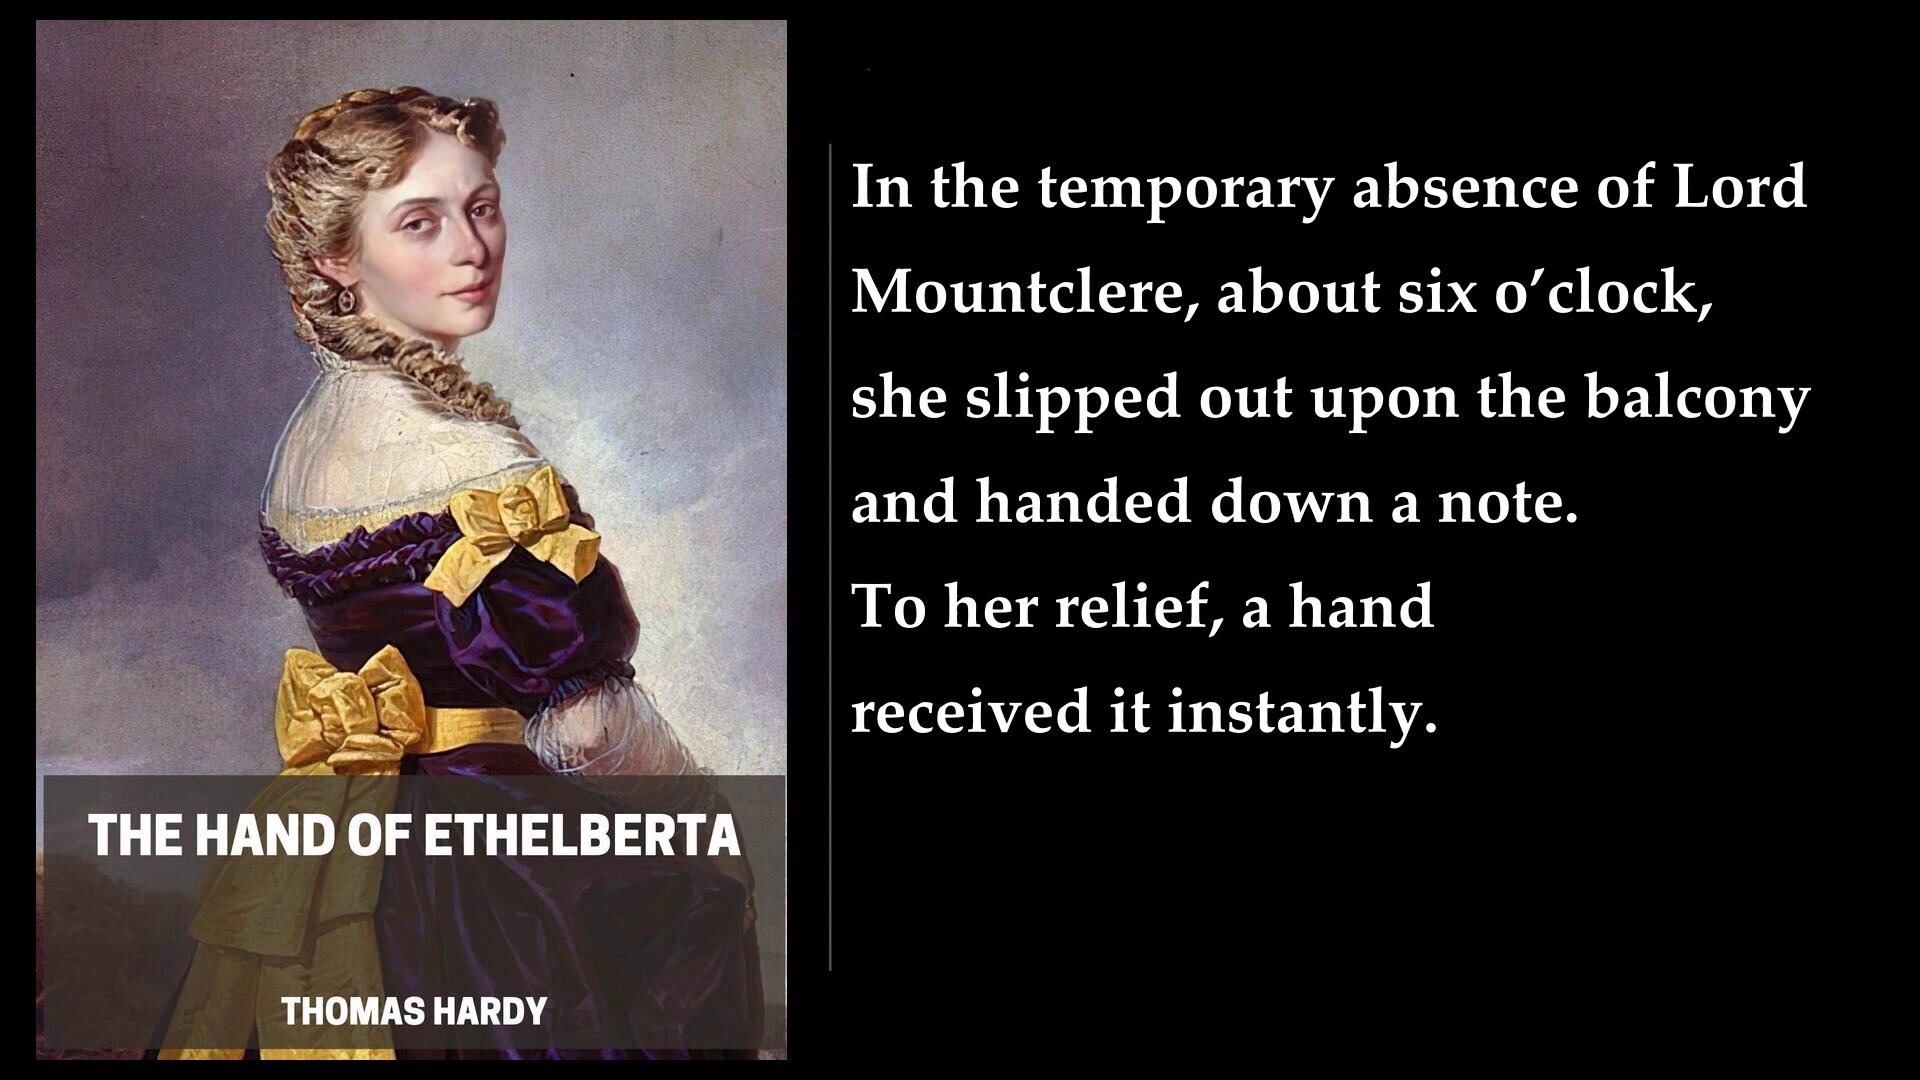 THE HAND OF ETHELBERTA
THOMAS HARDY
In the temporary absence of Lord
Mountclere, about six o’clock,
she slipped out upon the balcony
and handed down a note.
To her relief, a hand
received it instantly.